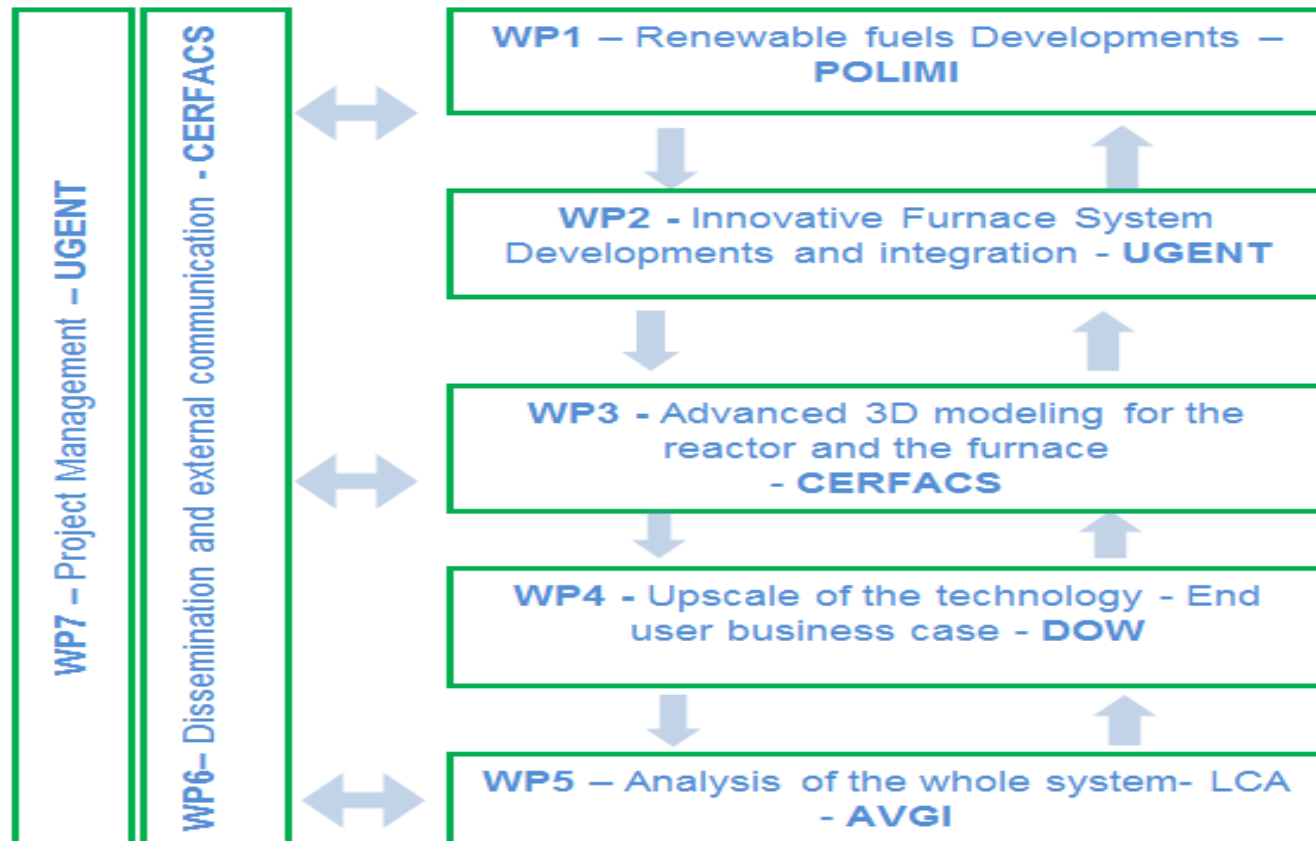 WP7 – Project Management – UGENT
WP6– Dissemination and external communication - CERFACS
WP1 – Renewable fuels Developments –
POLIMI
WP2 - Innovative Furnace System
Developments and integration - UGENT
WP3 - Advanced 3D modeling for the
reactor and the furnace
- CERFACS
WP4 - Upscale of the technology - End
user business case - DOW
WP5 – Analysis of the whole system- LCA
- AVGI